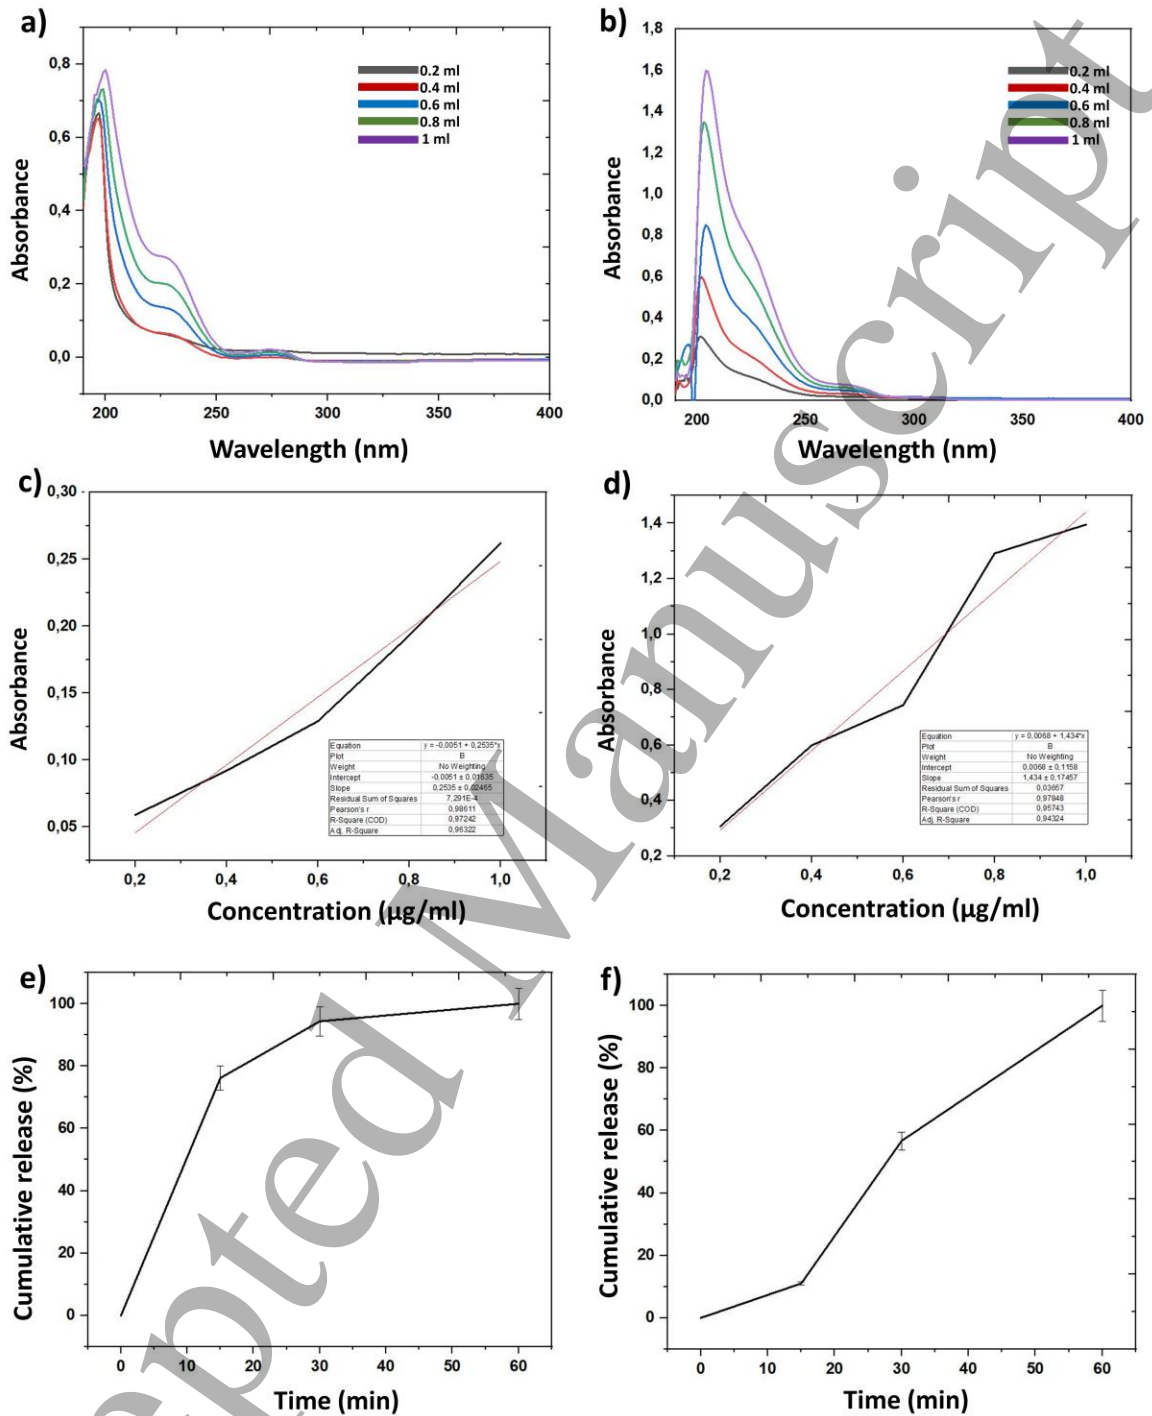 a)
0,8
0,6
0,4
0,2
0,0
Absorbance
0.2 ml
0.4 ml
0.6 ml
0.8 ml
1 ml
200
250
300
350
400
Wavelength (nm)
b)
1,8
1,6
1,4
1,2
1,0
0,8
0,6
0,4
0,2
0,0
Absorbance
0.2 ml
0.4 ml
0.6 ml
0.8 ml
1 ml
200
250
300
350
400
Wavelength (nm)
c)
0,30
0,25
0,20
0,15
0,10
0,05
Absorbance
Equation y = -0,0051 + 0,2535*x
Plot B
Weight No Weighting
Intercept -0,0051 ± 0,01635
Slope 0,2535 ± 0,02465
Residual Sum of Squares 7,291E-4
Pearson's r 0,98611
R-Square (COD) 0,97242
Adj. R-Square 0,96322
0,2
0,4
0,6
0,8
1,0
Concentration (µg/ml)
d)
1,4
1,2
1,0
0,8
0,6
0,4
0,2
Absorbance
Equation y = 0,0068 + 1,434*x
Plot B
Weight No Weighting
Intercept 0,0068 ± 0,1158
Slope 1,434 ± 0,17457
Residual Sum of Squares 0,03657
Pearson's r 0,97848
R-Square (COD) 0,95743
Adj. R-Square 0,94324
0,2
0,4
0,6
0,8
1,0
Concentration (µg/ml)
e)
100
80
60
40
20
0
Cumulative release (%)
0
10
20
30
40
50
60
Time (min)
f)
100
80
60
40
20
0
Cumulative release (%)
0
10
20
30
40
50
60
Time (min)
pted Manuscript